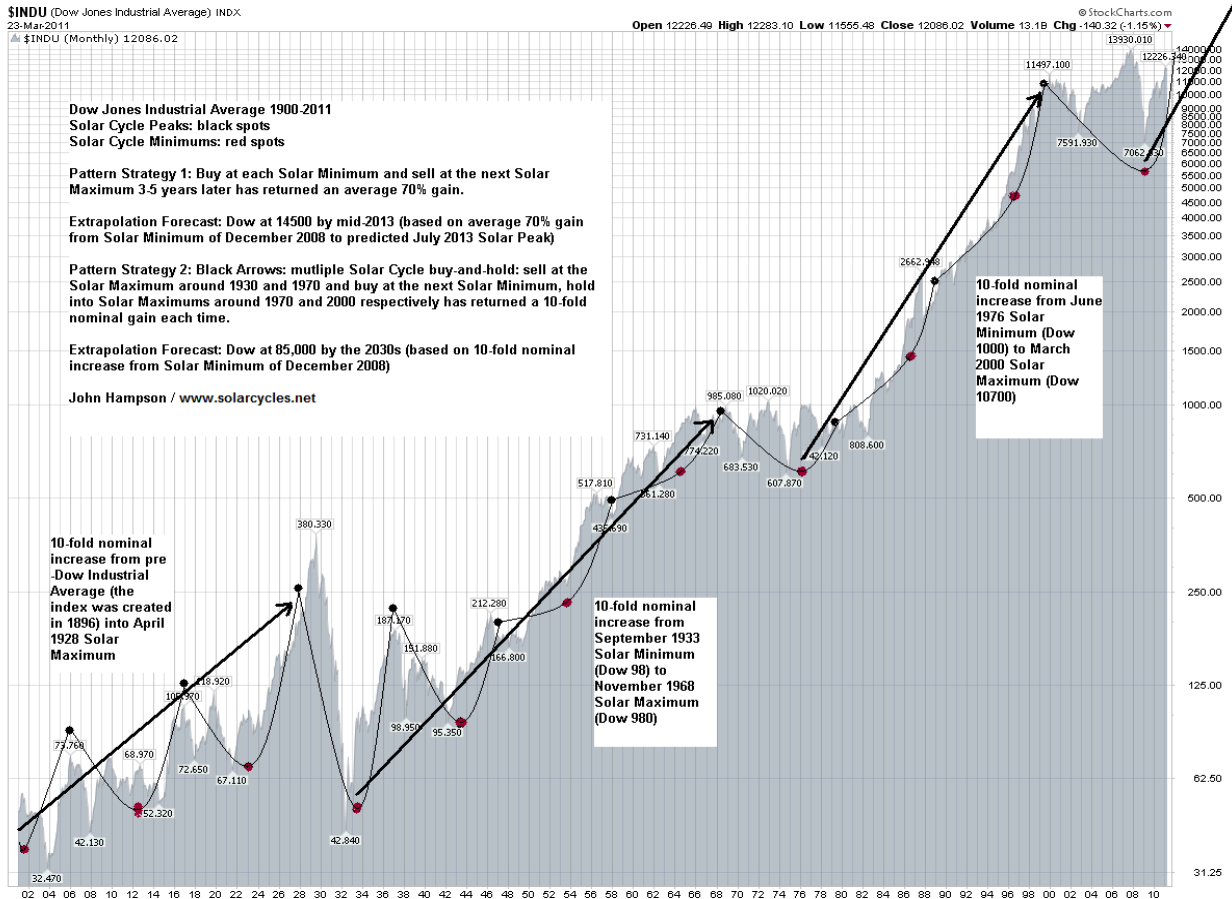 $INDU (Dow Jones Industrial Average) INDX
© StockCharts.com
23-Mar-2011
Open 12226.49 High 12283.10 Low 11555.48 Close 12086.02 Volume 13.1B Chg -140.32 (-1.15%)
$INDU (Monthly) 12086.02
Dow Jones Industrial Average 1900-2011
Solar Cycle Peaks: black spots
Solar Cycle Minimums: red spots
Pattern Strategy 1: Buy at each Solar Minimum and sell at the next Solar
Maximum 3-5 years later has returned an average 70% gain.
Extrapolation Forecast: Dow at 14500 by mid-2013 (based on average 70% gain
from Solar Minimum of December 2008 to predicted July 2013 Solar Peak)
Pattern Strategy 2: Black Arrows: mutliple Solar Cycle buy-and-hold: sell at the
Solar Maximum around 1930 and 1970 and buy at the next Solar Minimum, hold
into Solar Maximums around 1970 and 2000 respectively has returned a 10-fold
nominal gain each time.
Extrapolation Forecast: Dow at 85,000 by the 2030s (based on 10-fold nominal
increase from Solar Minimum of December 2008)
John Hampson / www.solarcycles.net
10-fold nominal
increase from pre
-Dow Industrial
Average (the
index was created
in 1896) into April
1928 Solar
Maximum
10-fold nominal
increase from
September 1933
Solar Minimum
(Dow 98) to
November 1968
Solar Maximum
(Dow 980)
10-fold nominal
increase from June
1976 Solar
Minimum (Dow
1000) to March
2000 Solar
Maximum (Dow
10700)
32.470
73.760
42.130
68.970
52.320
72.650
118.920
67.110
380.330
42.840
187.170
98.950
151.880
95.350
212.280
166.800
517.810
731.140
774.220
985.080
683.530
1020.020
607.870
808.600
2662.948
11497.100
7591.930
13930.010
12226.340
14000.00
12000.00
11000.00
10000.00
9000.00
8500.00
8000.00
7500.00
7000.00
6500.00
6000.00
5500.00
5000.00
4500.00
4000.00
3500.00
3000.00
2500.00
2000.00
1500.00
1000.00
500.00
250.00
125.00
62.50
31.25
02 04 06 08 10 12 14 16 18 20 22 24 26 28 30 32 34 36 38 40 42 44 46 48 50 52 54 56 58 60 62 64 66 68 70 72 74 76 78 80 82 84 86 88 90 92 94 96 98 00 02 04 06 08 10